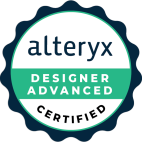 alteryx
DESIGNER
ADVANCED
CERTIFIED